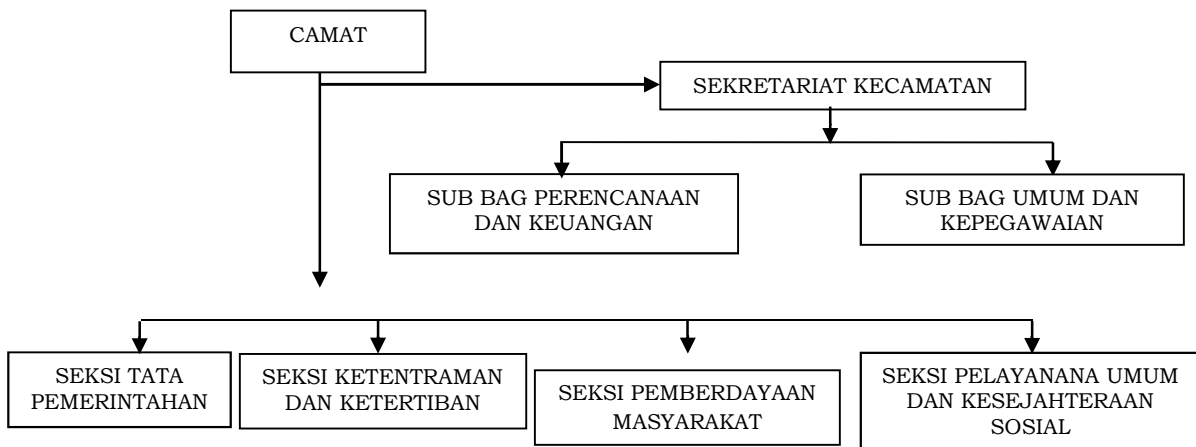 CAMAT
SEKRETARIAT KECAMATAN
SUB BAG PERENCANAAN
DAN KEUANGAN
SUB BAG UMUM DAN
KEPEGAWAIAN
SEKSI TATA
PEMERINTAHAN
SEKSI KETENTRAMAN
DAN KETERTIBAN
SEKSI PEMBERDAYAAN
MASYARAKAT
SEKSI PELAYANANA UMUM
DAN KESEJAHTERAAN
SOSIAL